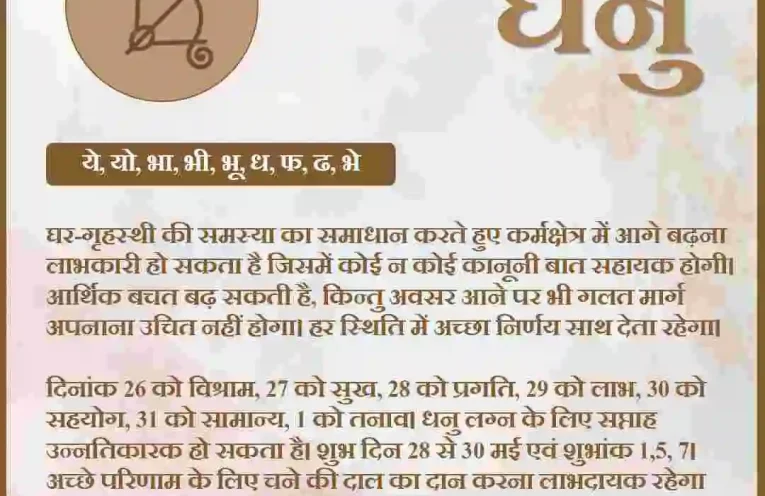 धनु
ये, यो, भा, भी, भू, ध, फ, ढ, भे
घर-गृहस्थी की समस्या का समाधान करते हुए कर्मक्षेत्र में आगे बढ़ना
लाभकारी हो सकता है जिसमें कोई न कोई कानूनी बात सहायक होगी।
आर्थिक बचत बढ़ सकती है, किन्तु अवसर आने पर भी गलत मार्ग
अपनाना उचित नहीं होगा। हर स्थिति में अच्छा निर्णय साथ देता रहेगा।
दिनांक 26 को विश्राम, 27 को सुख, 28 को प्रगति, 29 को लाभ, 30 को
सहयोग, 31 को सामान्य, 1 को तनाव। धनु लग्न के लिए सप्ताह
उन्नतिकारक हो सकता है। शुभ दिन 28 से 30 मई एवं शुभांक 1,5, 7।
अच्छे परिणाम के लिए चने की दाल का दान करना लाभदायक रहेगा